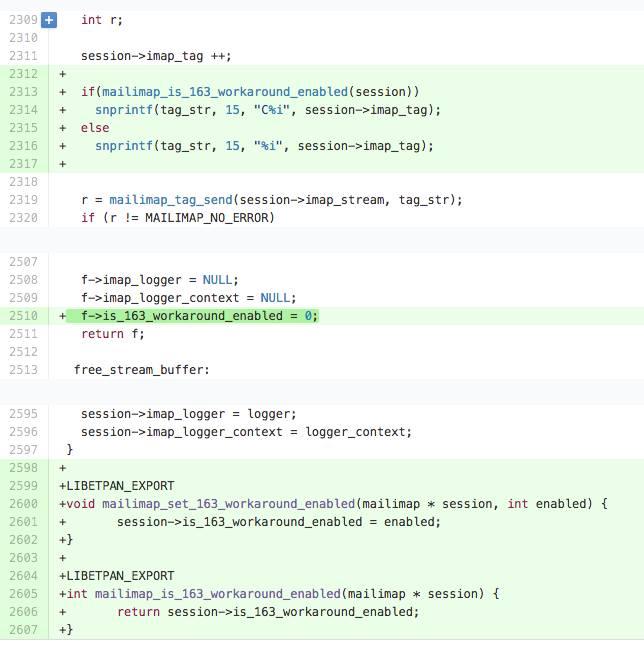 2309 + int r;
2310
2311 session->imap_tag ++;
2312 +
2313 + if(mailimap_is_163_workaround_enabled(session))
2314 + snprintf(tag_str, 15, "C%i", session->imap_tag);
2315 + else
2316 + snprintf(tag_str, 15, "%i", session->imap_tag);
2317 +
2318
2319 r = mailimap_tag_send(session->imap_stream, tag_str);
2320 if (r != MAILIMAP_NO_ERROR)
2507
2508 f->imap_logger = NULL;
2509 f->imap_logger_context = NULL;
2510 + f->is_163_workaround_enabled = 0;
2511 return f;
2512
2513 free_stream_buffer:
2595 session->imap_logger = logger;
2596 session->imap_logger_context = logger_context;
2597 }
2598 +
2599 +LIBETPAN_EXPORT
2600 +void mailimap_set_163_workaround_enabled(mailimap * session, int enabled) {
2601 + session->is_163_workaround_enabled = enabled;
2602 +}
2603 +
2604 +LIBETPAN_EXPORT
2605 +int mailimap_is_163_workaround_enabled(mailimap * session) {
2606 + return session->is_163_workaround_enabled;
2607 +}